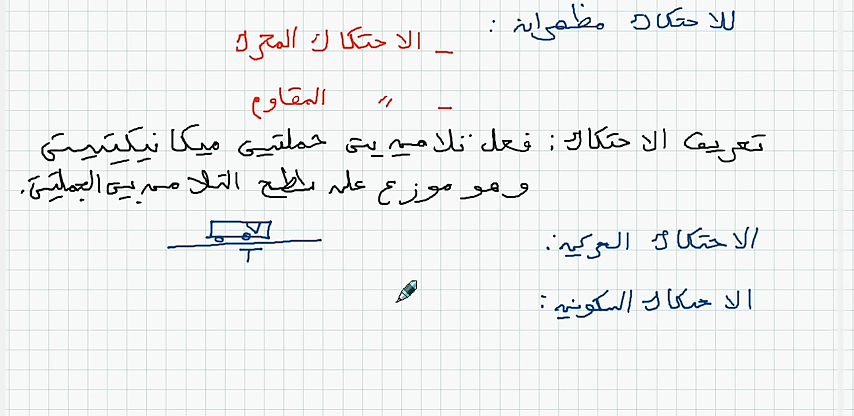 للاحتكاك مظهران :
- الاحتكاك المحرك
- " المقاوم
تعريف الاحتكاك : فعل تلامس بين جملتين ميكانيكيتين
وهو موزع على سطح التلامس بين الجملتين.
الاحتكاك الحركي :
T
الاحتكاك السكوني :